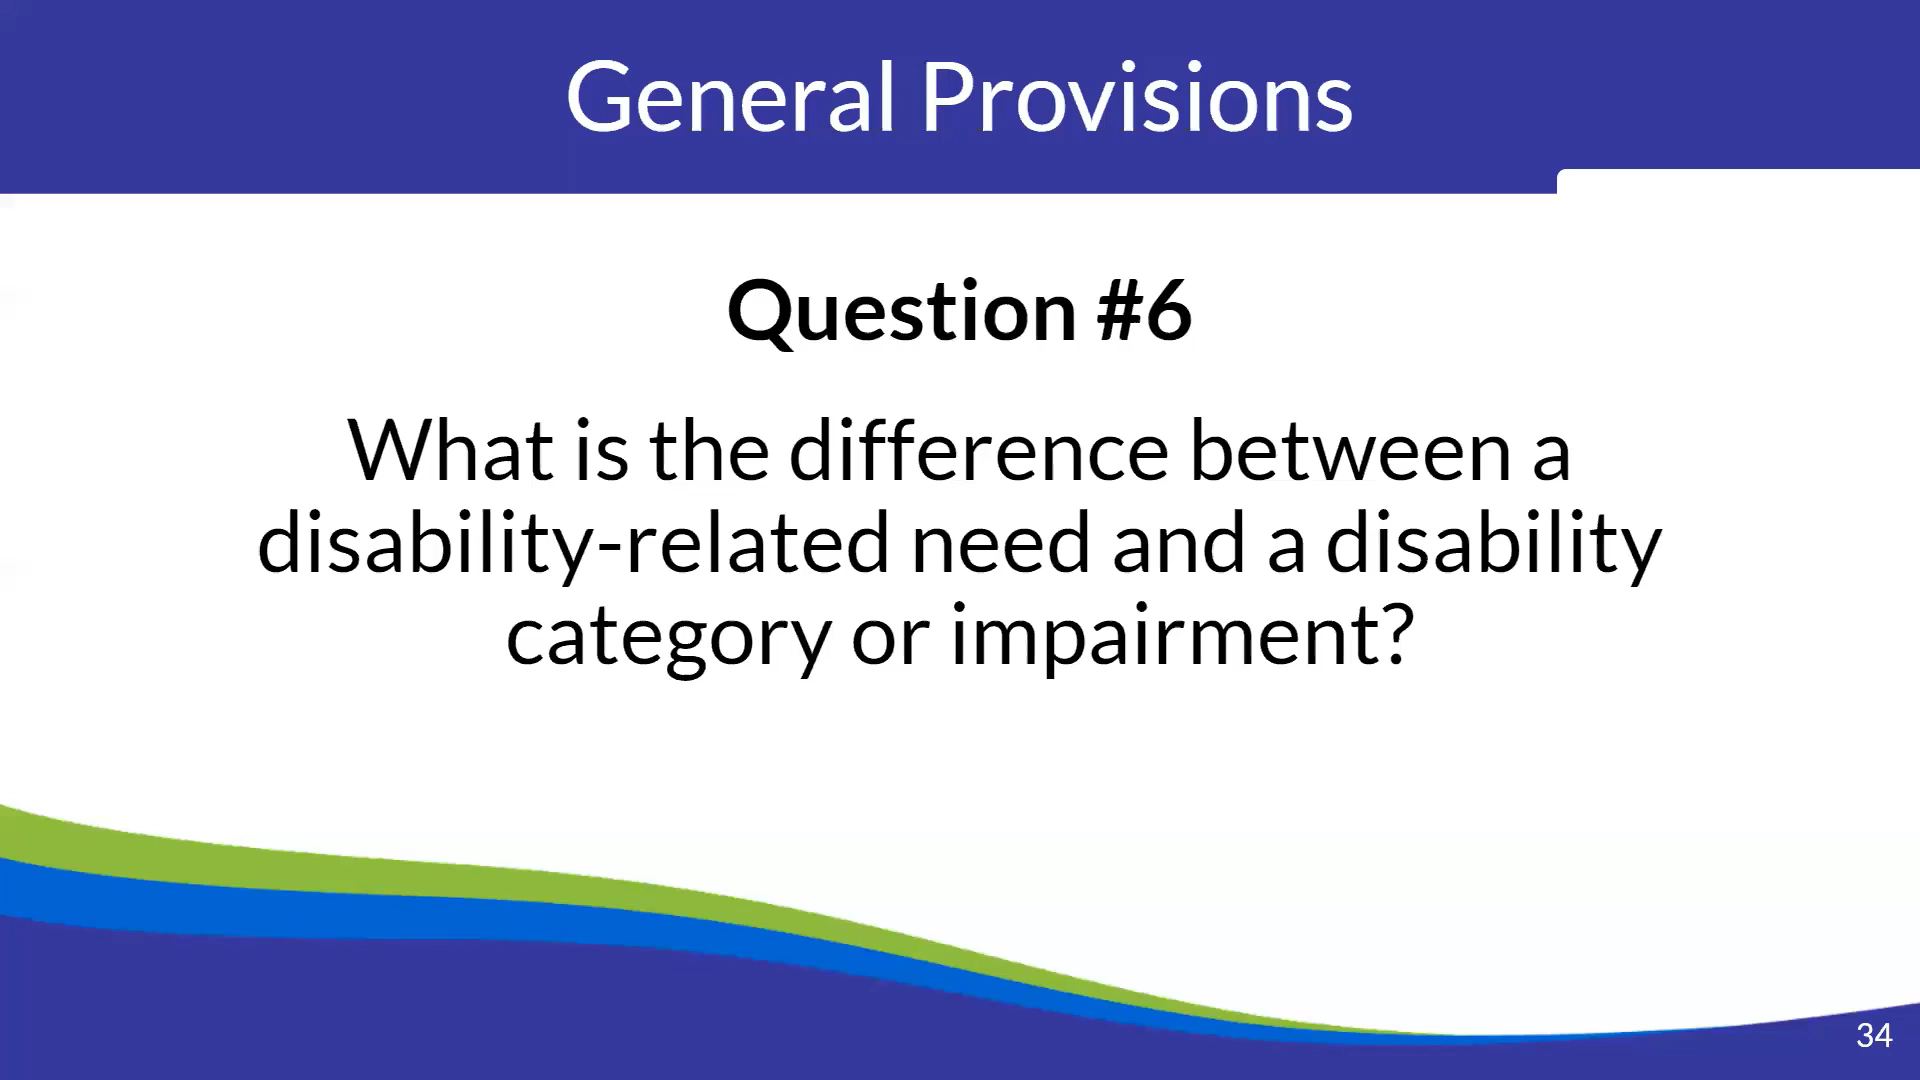 General Provisions
Question #6
What is the difference between a
disability-related need and a disability
category or impairment?
34